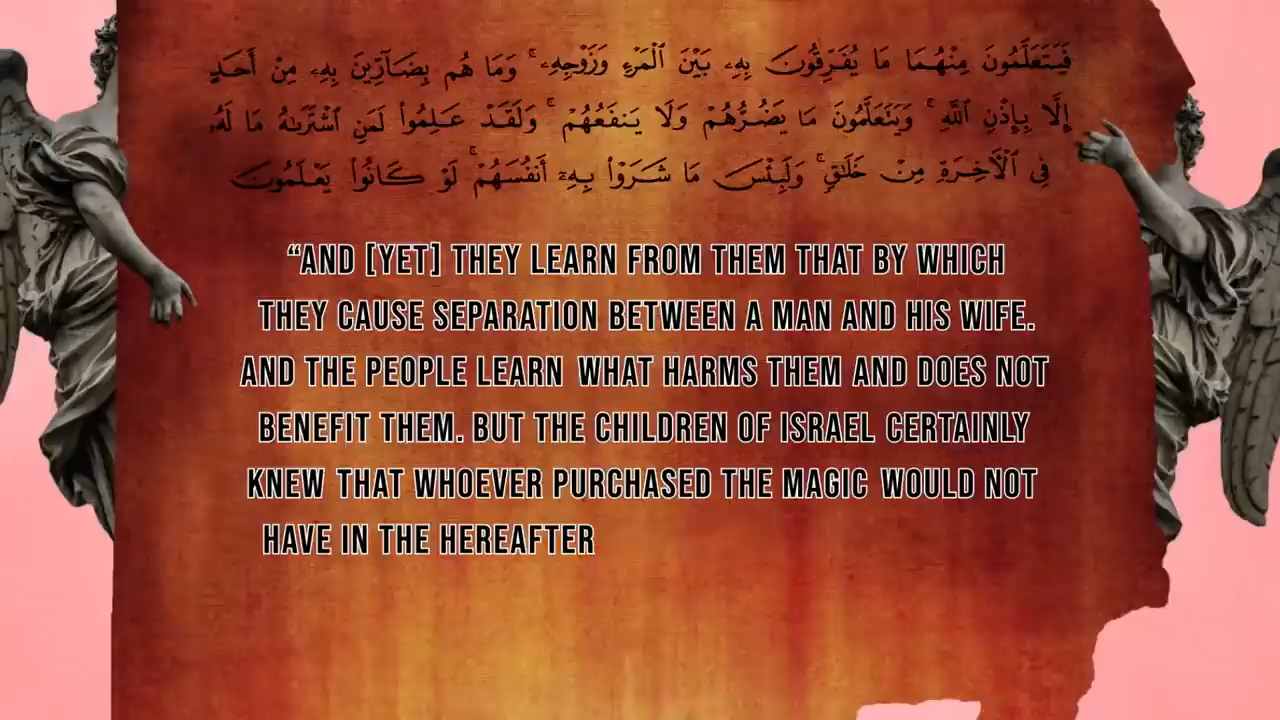 فَيَتَعَلَّمُونَ مِنْهُمَا مَا يُفَرِّقُونَ بِهِۦ بَيْنَ ٱلْمَرْءِ وَزَوْجِهِۦ ۚ وَمَا هُم بِضَآرِّينَ بِهِۦ مِنْ أَحَدٍ
إِلَّا بِإِذْنِ ٱللَّهِ ۚ وَيَتَعَلَّمُونَ مَا يَضُرُّهُمْ وَلَا يَنفَعُهُمْ ۚ وَلَقَدْ عَلِمُوا۟ لَمَنِ ٱشْتَرَىٰهُ مَا لَهُۥ
فِى ٱلْـَٔاخِرَةِ مِنْ خَلَـٰقٍ ۚ وَلَبِئْسَ مَا شَرَوْا۟ بِهِۦٓ أَنفُسَهُمْ ۚ لَوْ كَانُوا۟ يَعْلَمُونَ
“AND [YET] THEY LEARN FROM THEM THAT BY WHICH
THEY CAUSE SEPARATION BETWEEN A MAN AND HIS WIFE.
AND THE PEOPLE LEARN WHAT HARMS THEM AND DOES NOT
BENEFIT THEM. BUT THE CHILDREN OF ISRAEL CERTAINLY
KNEW THAT WHOEVER PURCHASED THE MAGIC WOULD NOT
HAVE IN THE HEREAFTER